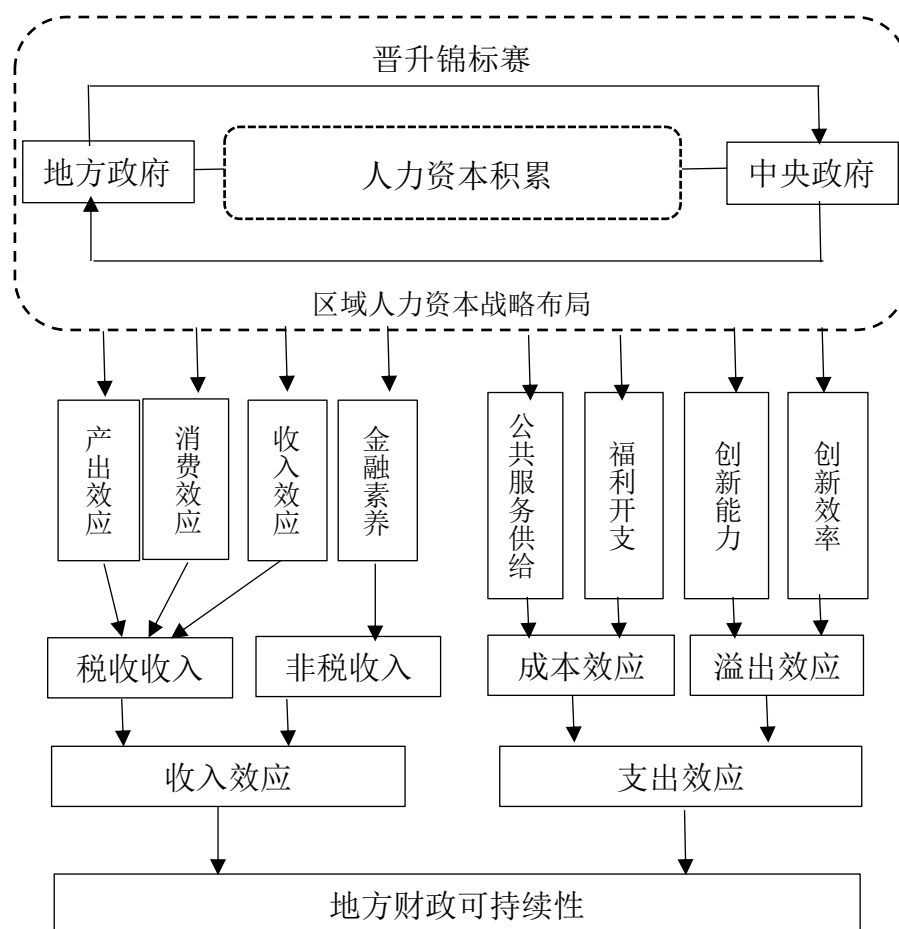 晋升锦标赛
地方政府
人力资本积累
中央政府
区域人力资本战略布局
产出效应
消费效应
收入效应
金融素养
公共服务供给
福利开支
创新能力
创新效率
税收收入
非税收入
成本效应
溢出效应
收入效应
支出效应
地方财政可持续性